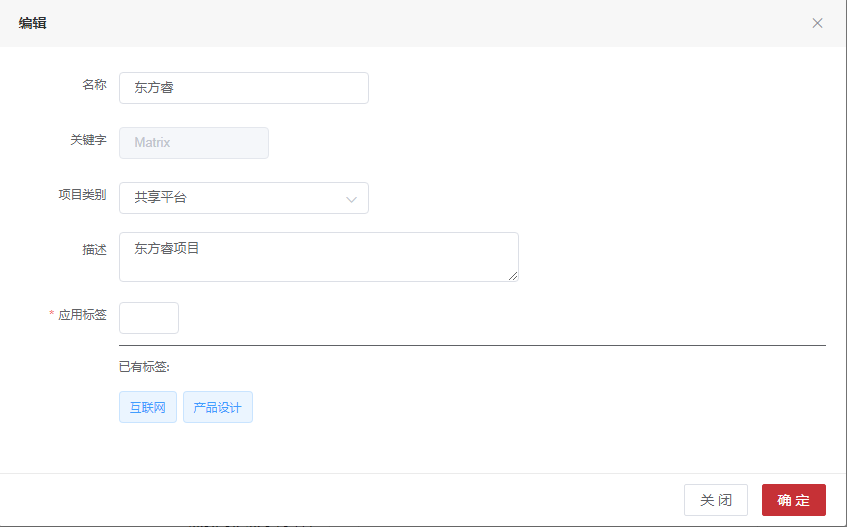 编辑
名称 东方睿
关键字 Matrix
项目类别 共享平台
描述 东方睿项目
* 应用标签
已有标签:
互联网 产品设计
关 闭 确 定